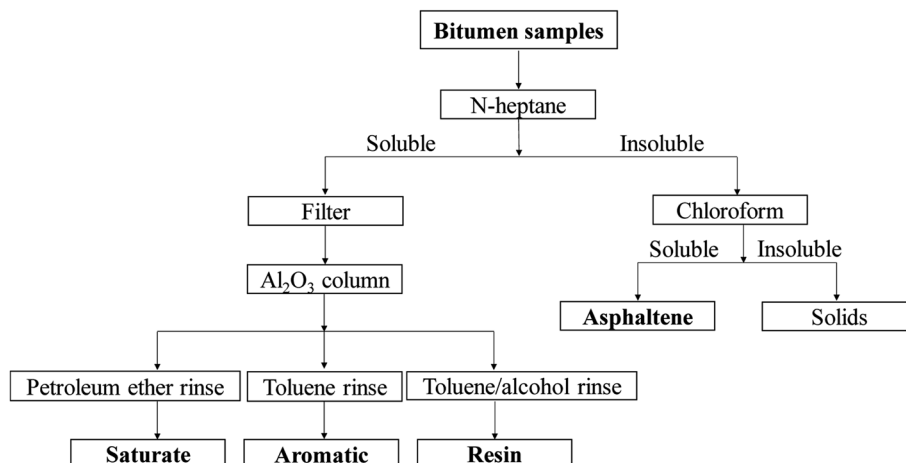 Bitumen samples
N-heptane
Soluble
Insoluble
Filter
Chloroform
Soluble
Insoluble
Al₂O₃ column
Asphaltene
Solids
Petroleum ether rinse
Toluene rinse
Toluene/alcohol rinse
Saturate
Aromatic
Resin